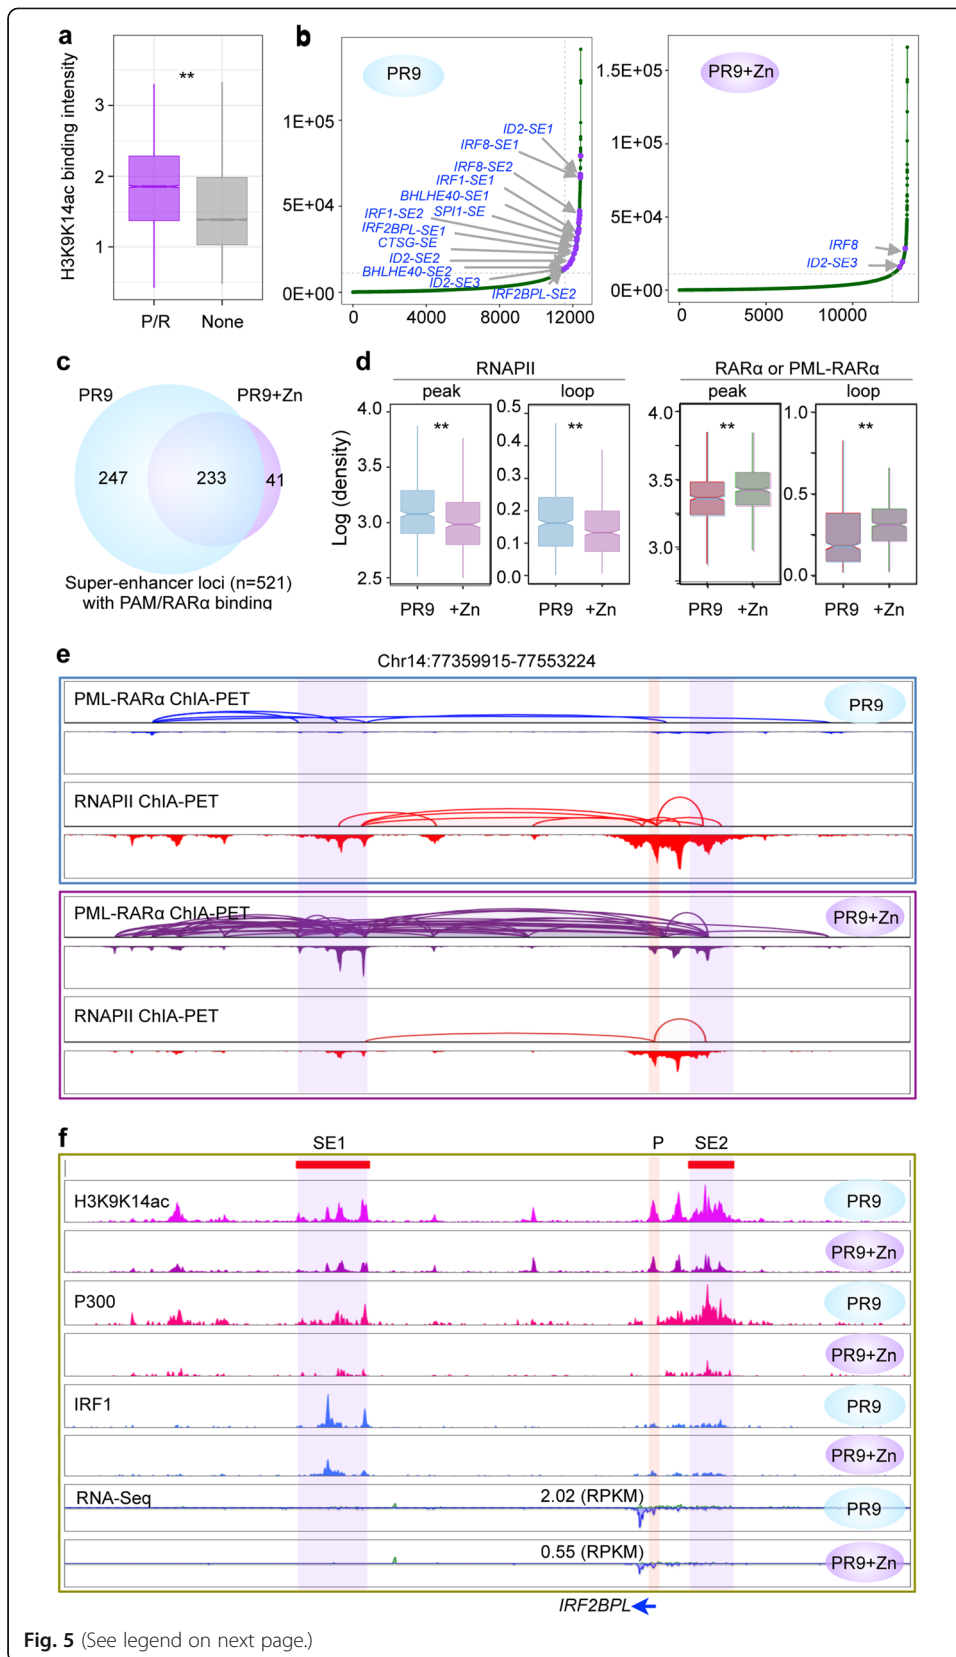 a
H3K9K14ac binding intensity
**
3
2
1
P/R None
b
PR9
1E+05
5E+04
0E+00
ID2-SE1
IRF8-SE1
IRF8-SE2
IRF1-SE1
BHLHE40-SE1
IRF1-SE2 SPI1-SE
IRF2BPL-SE1
CTSG-SE
ID2-SE2
BHLHE40-SE2
ID2-SE3
IRF2BPL-SE2
0 4000 8000 12000
PR9+Zn
1.5E+05
1E+05
5E+04
0E+00
IRF8
ID2-SE3
0 5000 10000
c
PR9 PR9+Zn
247 233 41
Super-enhancer loci (n=521)
with PAM/RARα binding
d
RNAPII
peak loop
Log (density)
4.0
3.5
3.0
2.5
**
0.5
0.4
0.3
0.2
0.1
0.0
**
PR9 +Zn PR9 +Zn
RARα or PML-RARα
peak loop
4.0
3.5
3.0
**
1.0
0.5
0.0
**
PR9 +Zn PR9 +Zn
e
Chr14:77359915-77553224
PML-RARα ChIA-PET PR9
RNAPII ChIA-PET
PML-RARα ChIA-PET PR9+Zn
RNAPII ChIA-PET
f
SE1 P SE2
H3K9K14ac PR9
PR9+Zn
P300 PR9
PR9+Zn
IRF1 PR9
PR9+Zn
RNA-Seq 2.02 (RPKM) PR9
0.55 (RPKM) PR9+Zn
IRF2BPL
Fig. 5 (See legend on next page.)